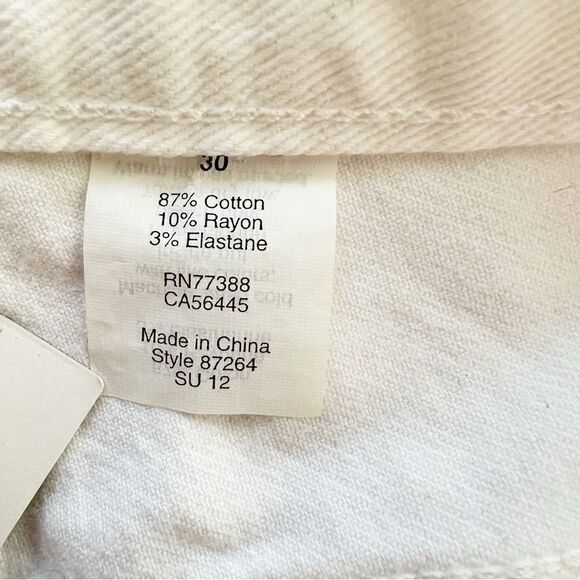 30
87% Cotton
10% Rayon
3% Elastane
RN77388
CA56445
Made in China
Style 87264
SU 12